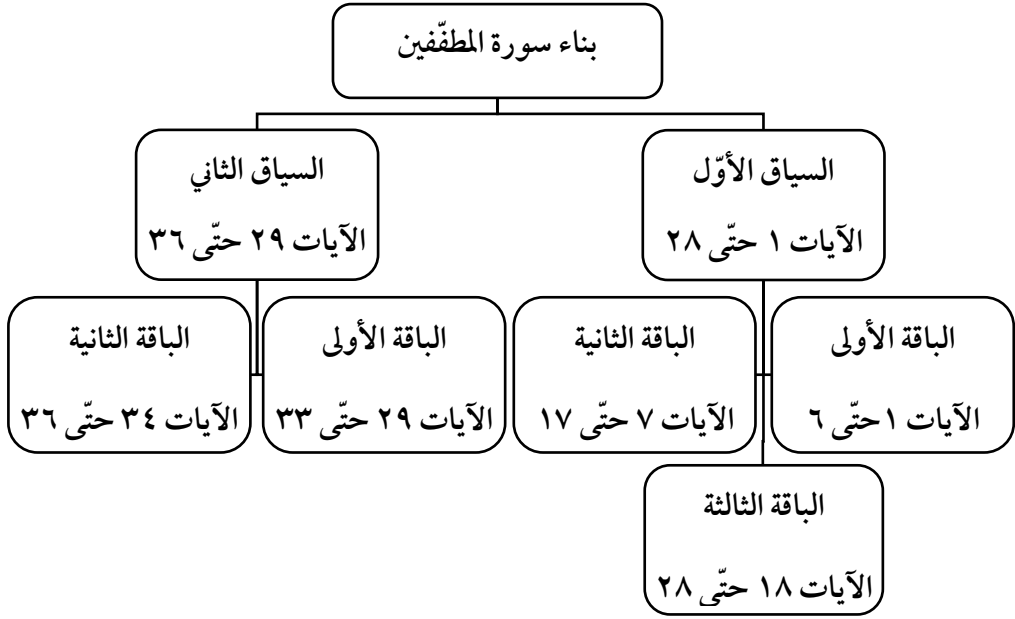 بناء سورة المطفّفين
السياق الأوّل
الآيات ١ حتّى ٢٨
السياق الثاني
الآيات ٢٩ حتّى ٣٦
الباقة الأولى
الآيات ١ حتّى ٦
الباقة الثانية
الآيات ٧ حتّى ١٧
الباقة الأولى
الآيات ٢٩ حتّى ٣٣
الباقة الثانية
الآيات ٣٤ حتّى ٣٦
الباقة الثالثة
الآيات ١٨ حتّى ٢٨